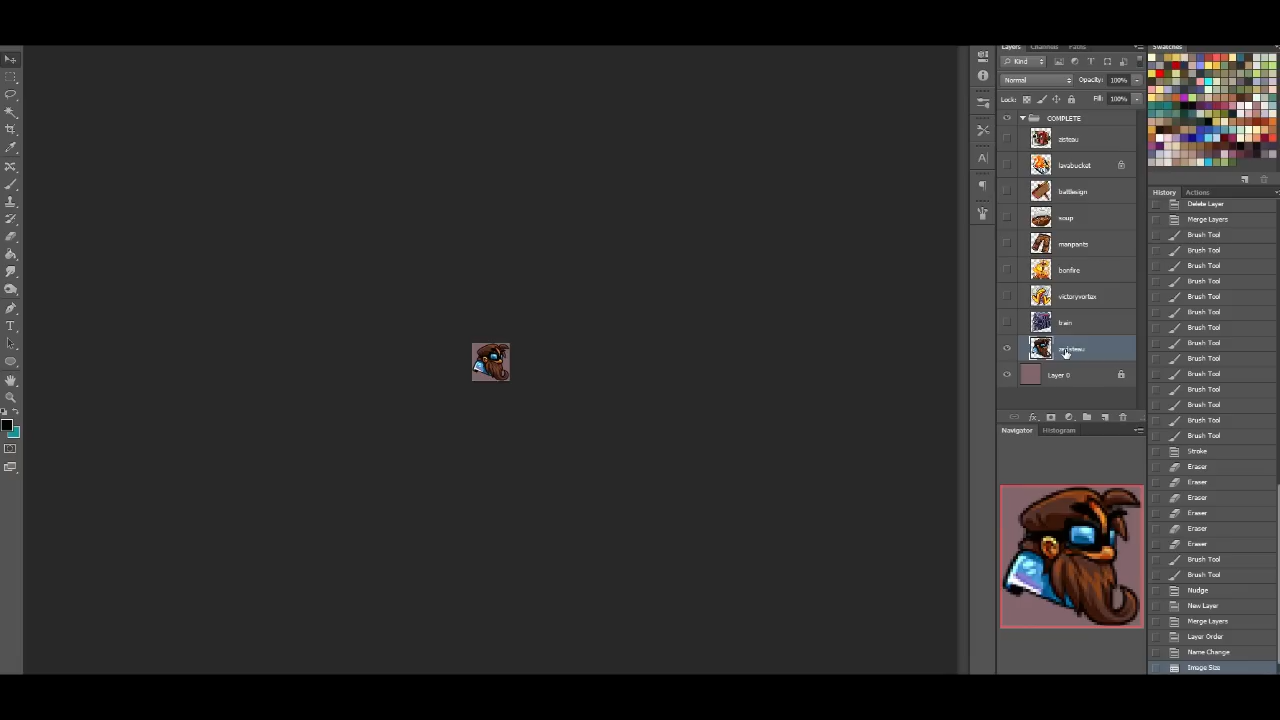 Layers Channels Paths
Kind
Normal Opacity: 100%
Lock: Fill: 100%
COMPLETE
zisteau
lavabucket
battlesign
soup
manpants
bonfire
victoryvortex
train
Layer 0
Navigator Histogram
Swatches
History Actions
Delete Layer
Merge Layers
Brush Tool
Brush Tool
Brush Tool
Brush Tool
Brush Tool
Brush Tool
Brush Tool
Brush Tool
Brush Tool
Brush Tool
Brush Tool
Brush Tool
Brush Tool
Brush Tool
Stroke
Eraser
Eraser
Eraser
Eraser
Eraser
Eraser
Brush Tool
Brush Tool
Nudge
New Layer
Merge Layers
Layer Order
Name Change
Image Size